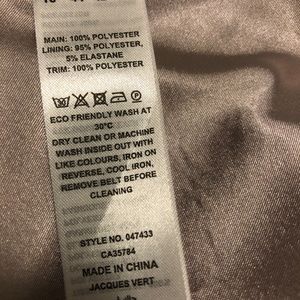 MAIN: 100% POLYESTER
LINING: 95% POLYESTER,
5% ELASTANE
TRIM: 100% POLYESTER
ECO FRIENDLY WASH AT
30°C
DRY CLEAN OR MACHINE
WASH INSIDE OUT WITH
LIKE COLOURS, IRON ON
REVERSE, COOL IRON,
REMOVE BELT BEFORE
CLEANING
STYLE NO. 047433
CA35784
MADE IN CHINA
JACQUES VERT